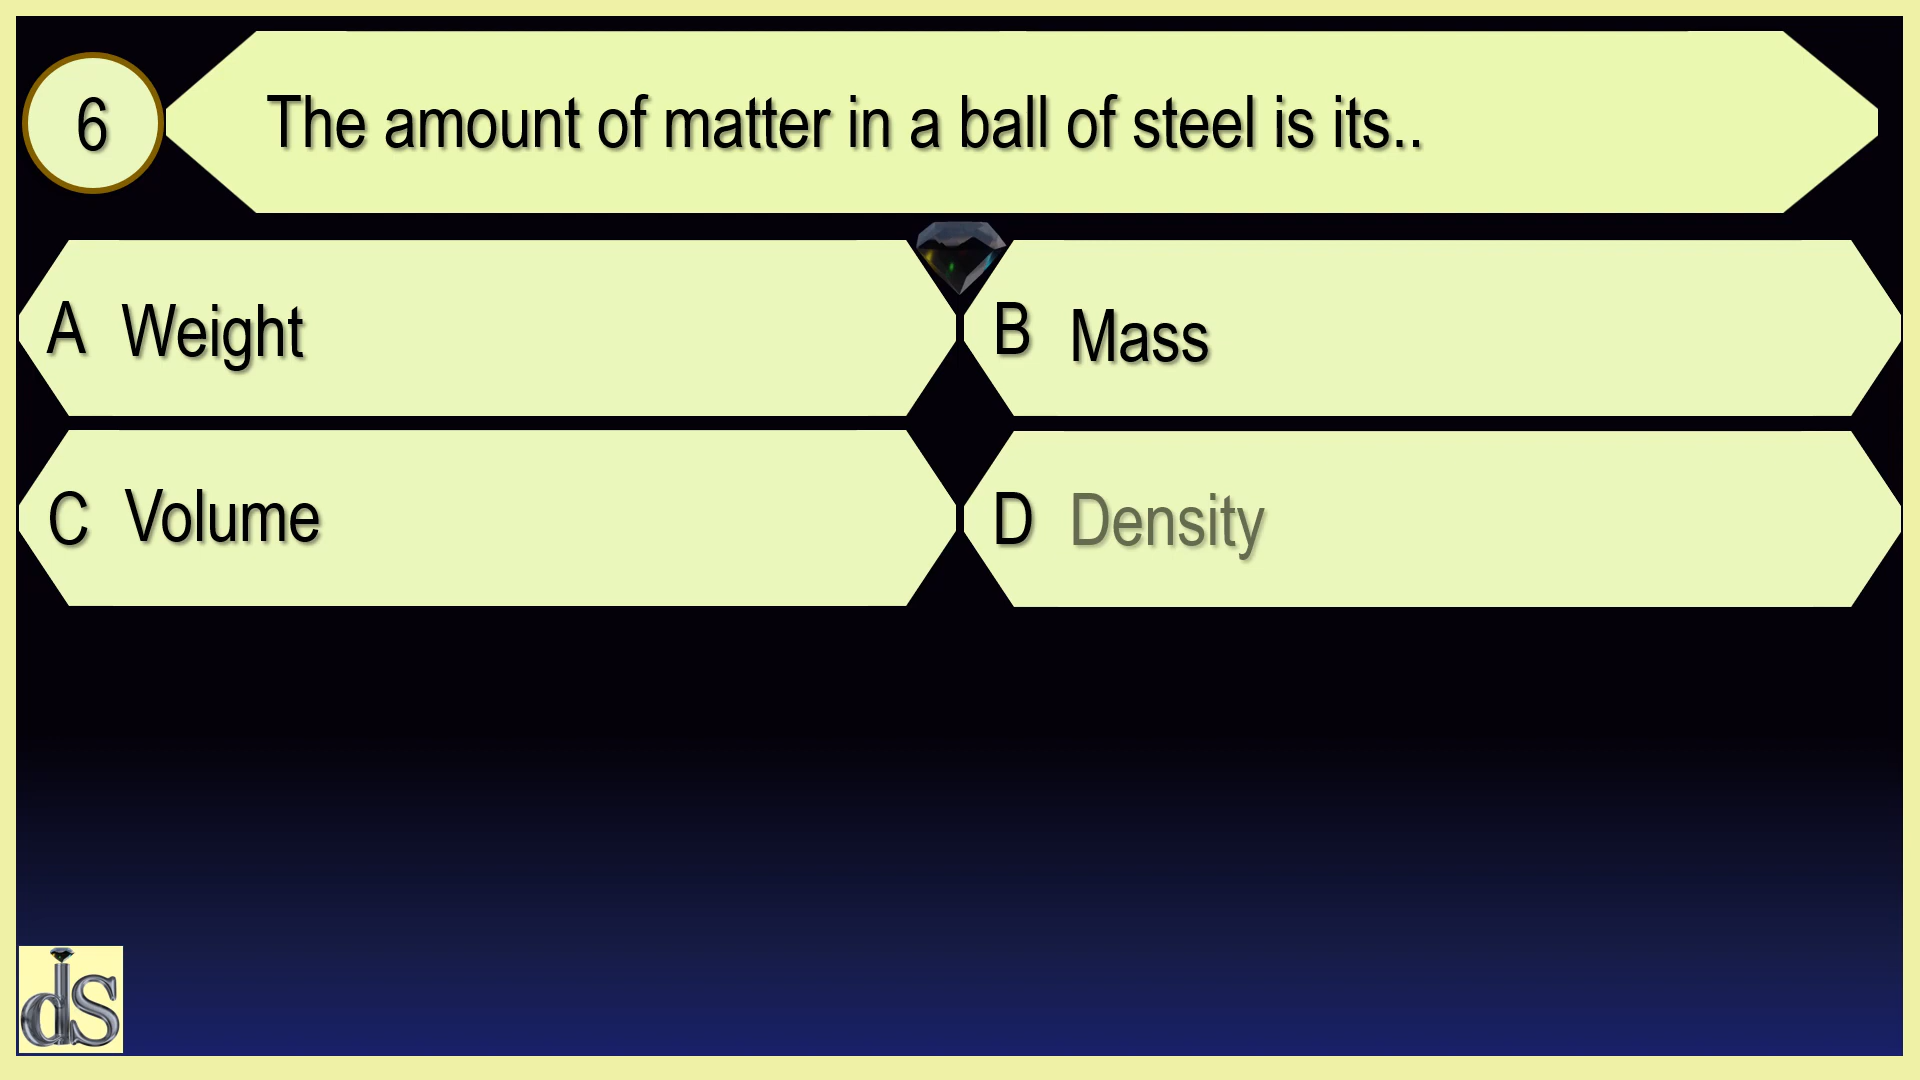 6
The amount of matter in a ball of steel is its..
A Weight
B Mass
C Volume
D Density
ds